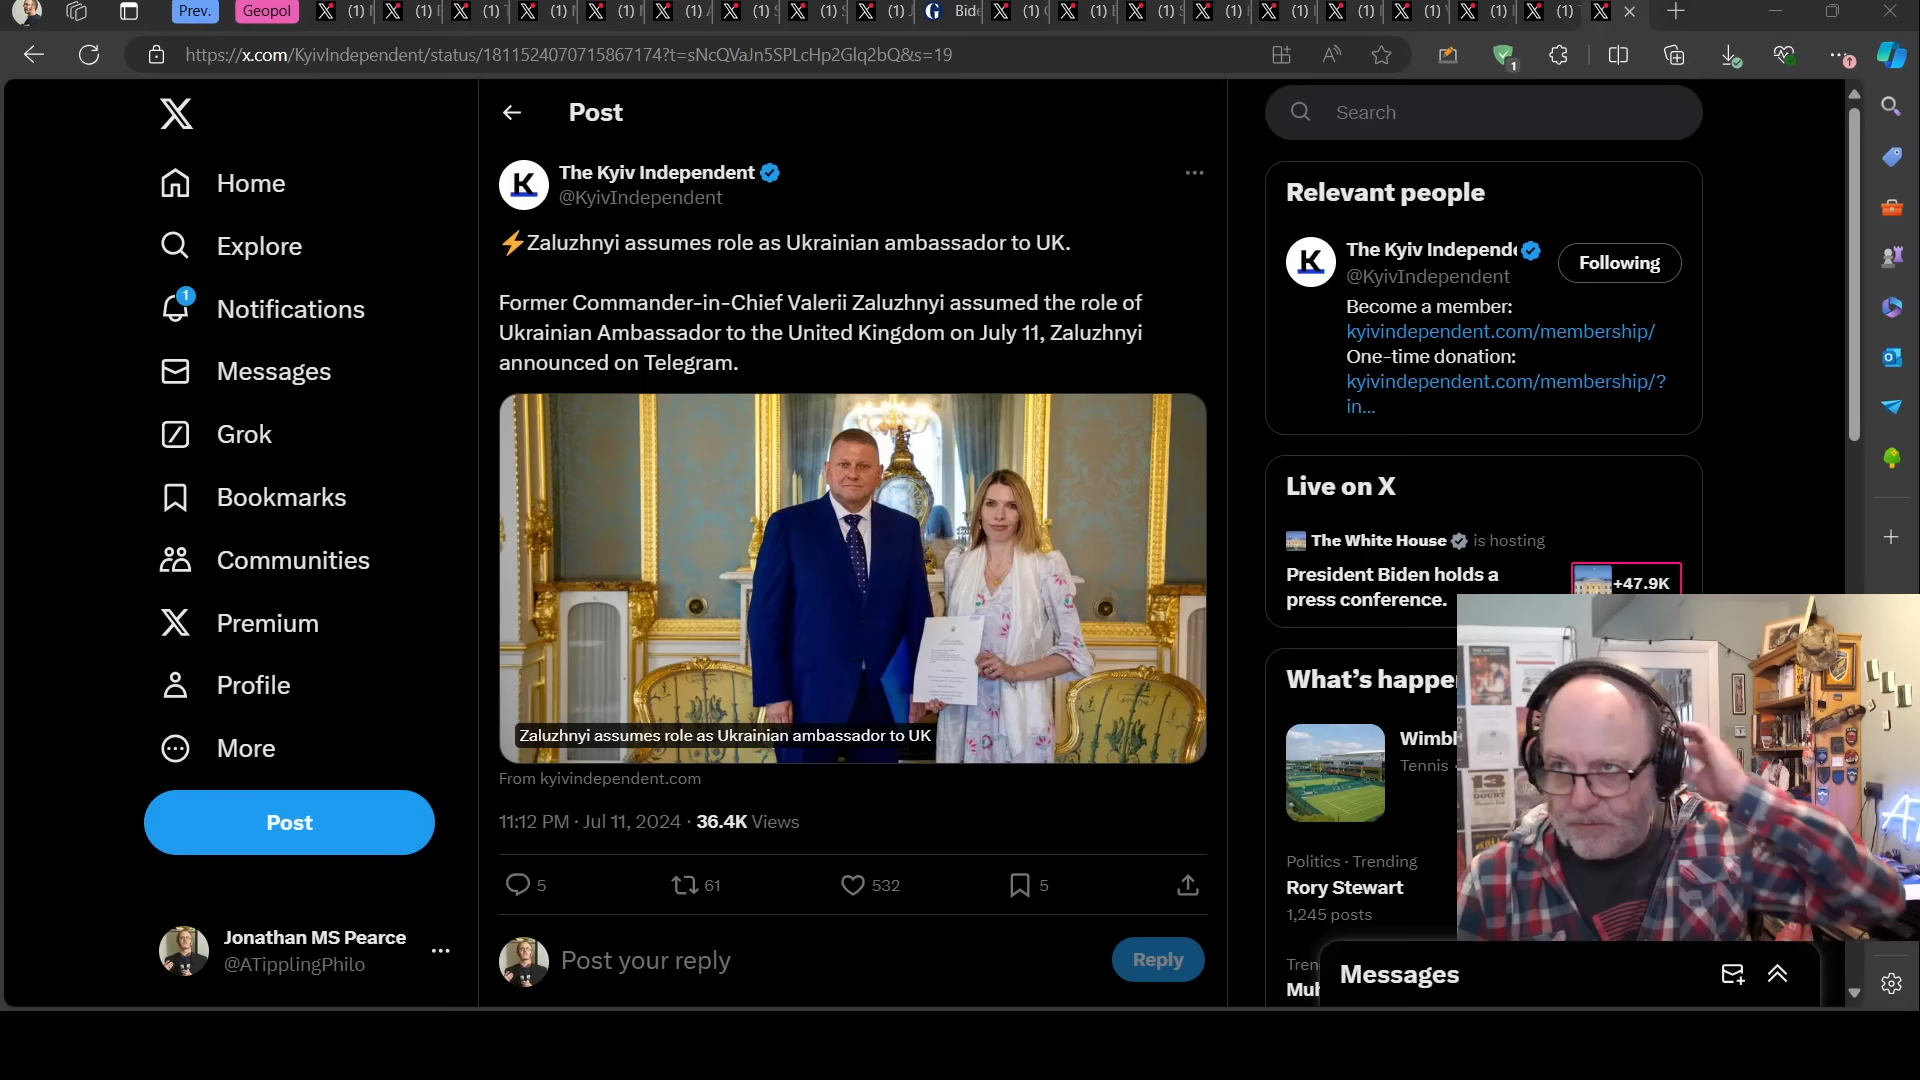 Prev.
Geopol
https://x.com/KyivIndependent/status/1811524070715867174?t=sNcQVaJn5SPLcHp2Glq2bQ&s=19
Home
Explore
1
Notifications
Messages
Grok
Bookmarks
Communities
Premium
Profile
More
Post
Jonathan MS Pearce
@ATipplingPhilo
Post
The Kyiv Independent
@KyivIndependent
⚡Zaluzhnyi assumes role as Ukrainian ambassador to UK.
Former Commander-in-Chief Valerii Zaluzhnyi assumed the role of
Ukrainian Ambassador to the United Kingdom on July 11, Zaluzhnyi
announced on Telegram.
Zaluzhnyi assumes role as Ukrainian ambassador to UK
From kyivindependent.com
11:12 PM · Jul 11, 2024 · 36.4K Views
5 61 532 5
Post your reply
Reply
Search
Relevant people
The Kyiv Independ
@KyivIndependent
Following
Become a member:
kyivindependent.com/membership/
One-time donation:
kyivindependent.com/membership/?
in...
Live on X
The White House is hosting
President Biden holds a
press conference.
+47.9K
What's happe
Wimb
Tennis ·
Politics · Trending
Rory Stewart
1,245 posts
Tren
Muh
Messages